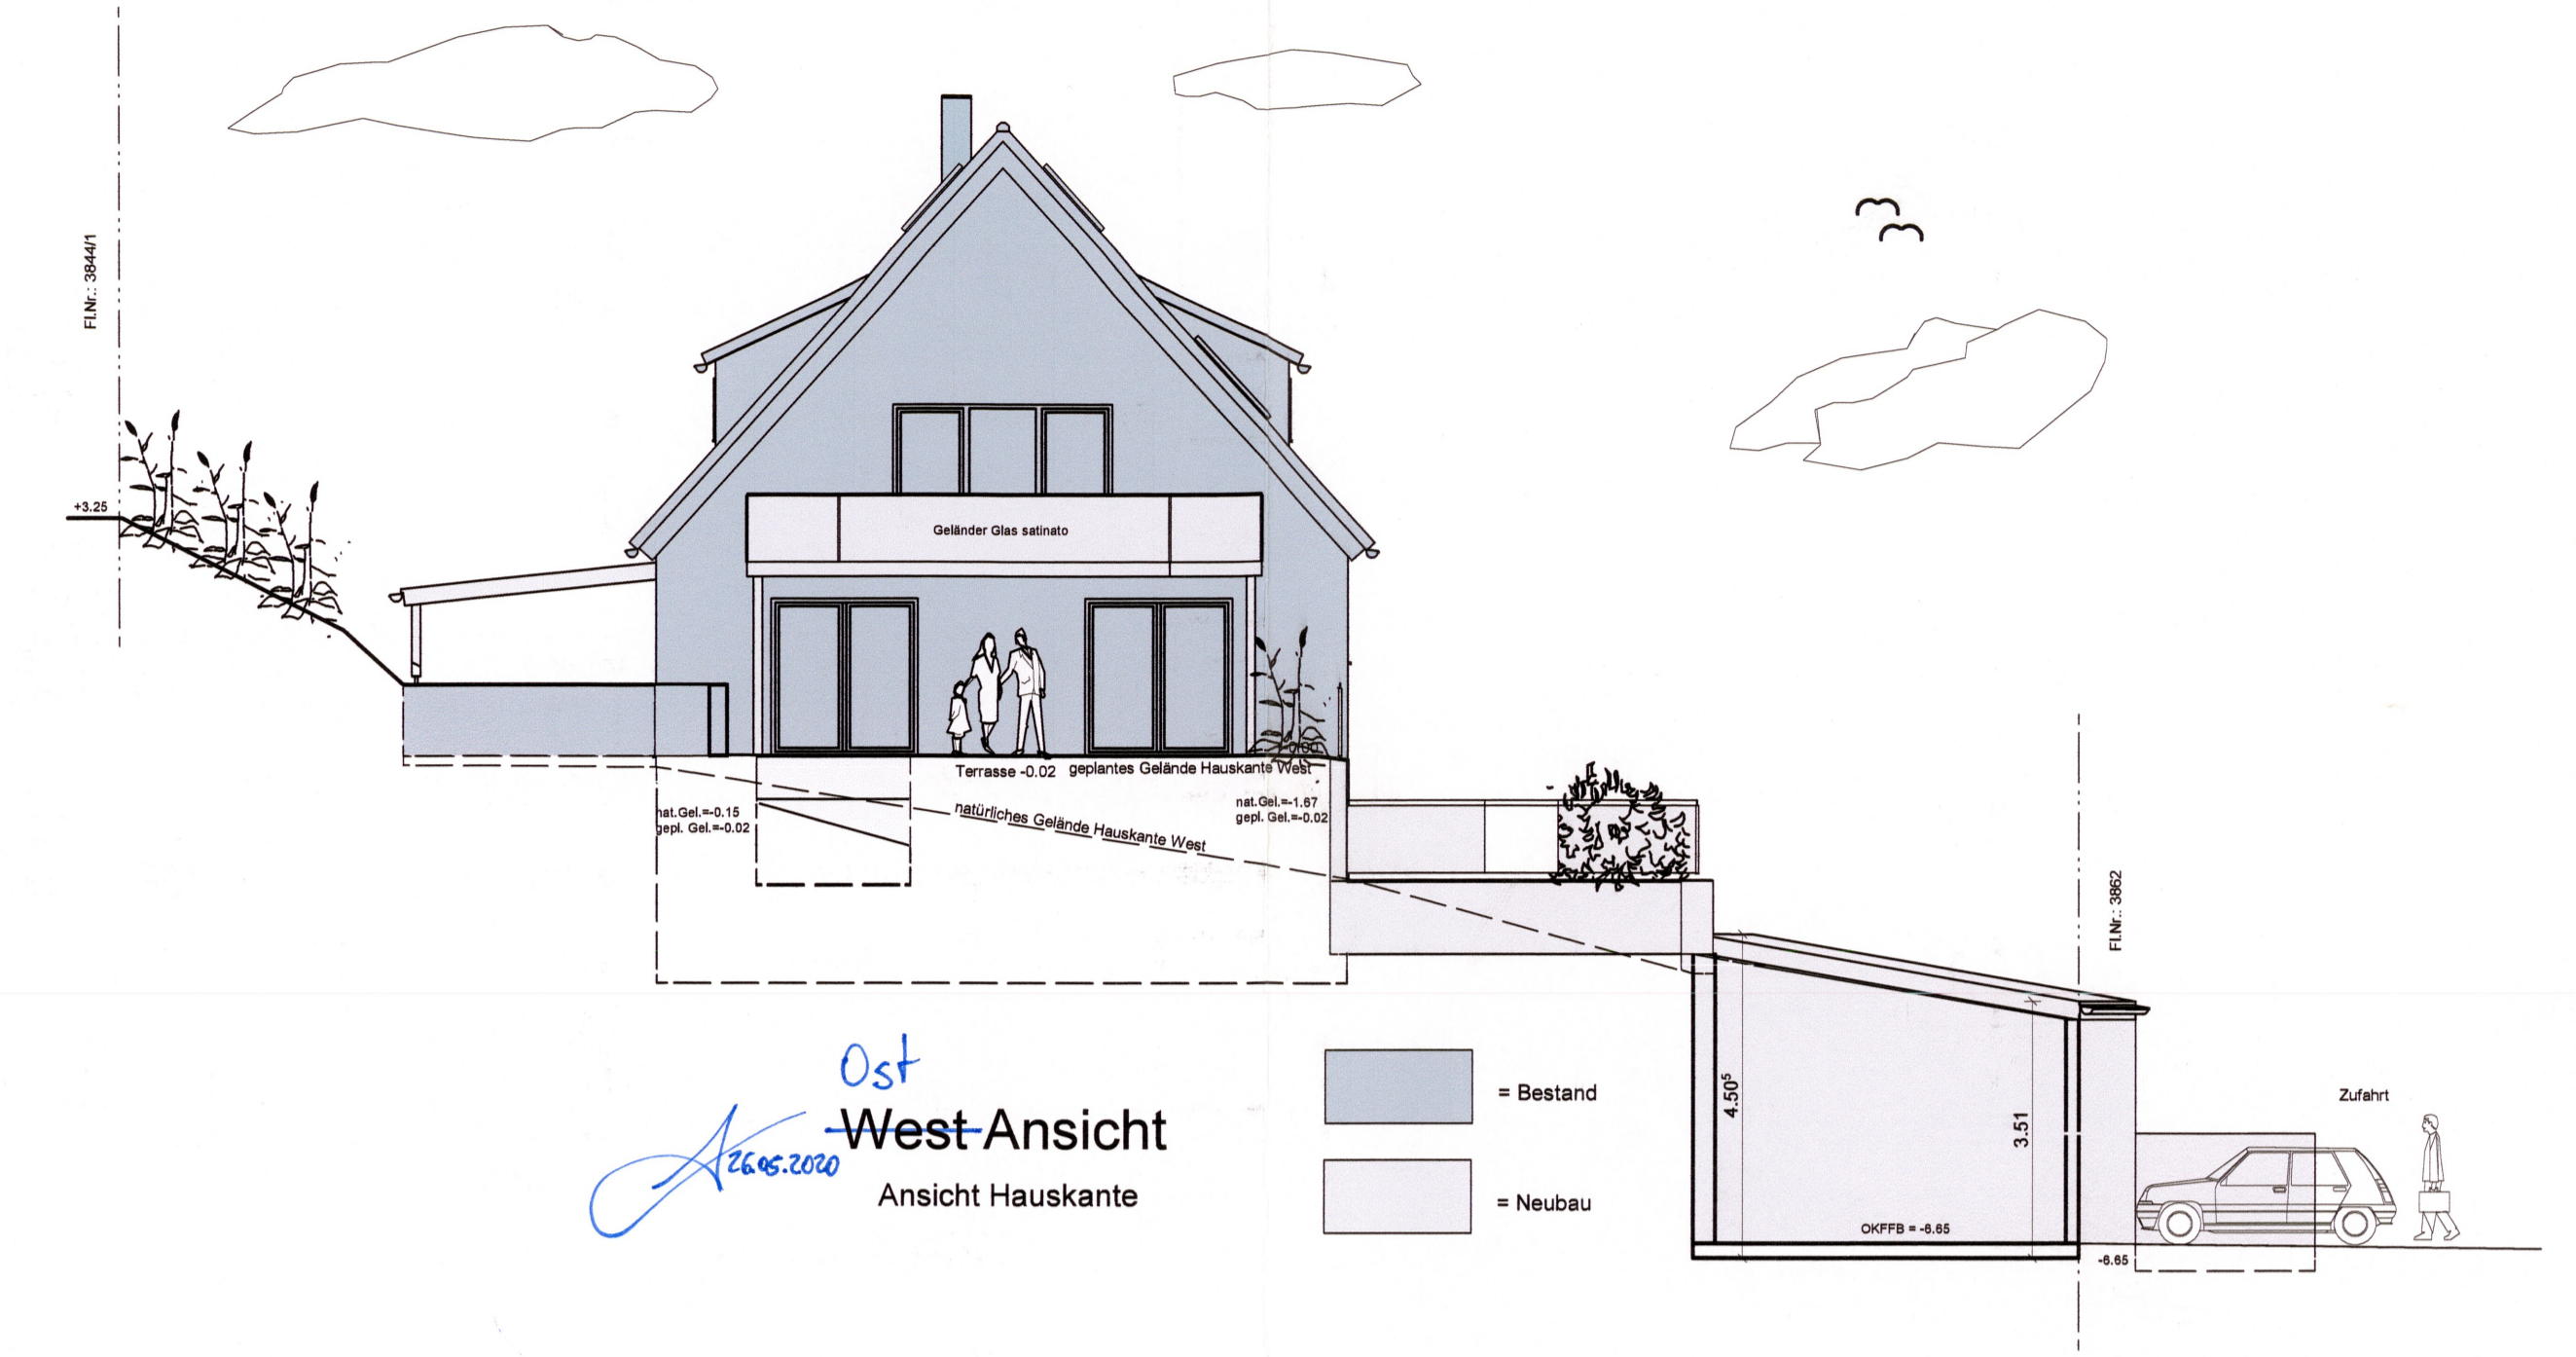 Fl.Nr.: 3844/1
+3.25
Geländer Glas satinato
Terrasse -0.02
geplantes Gelände Hauskante West
nat.Gel.=-0.15
gepl. Gel.=-0.02
natürliches Gelände Hauskante West
nat.Gel.=-1.67
gepl. Gel.=-0.02
Fl.Nr.: 3862
Ost
West Ansicht
26.05.2020
Ansicht Hauskante
= Bestand
= Neubau
4.50⁵
3.51
OKFFB = -6.65
-6.65
Zufahrt